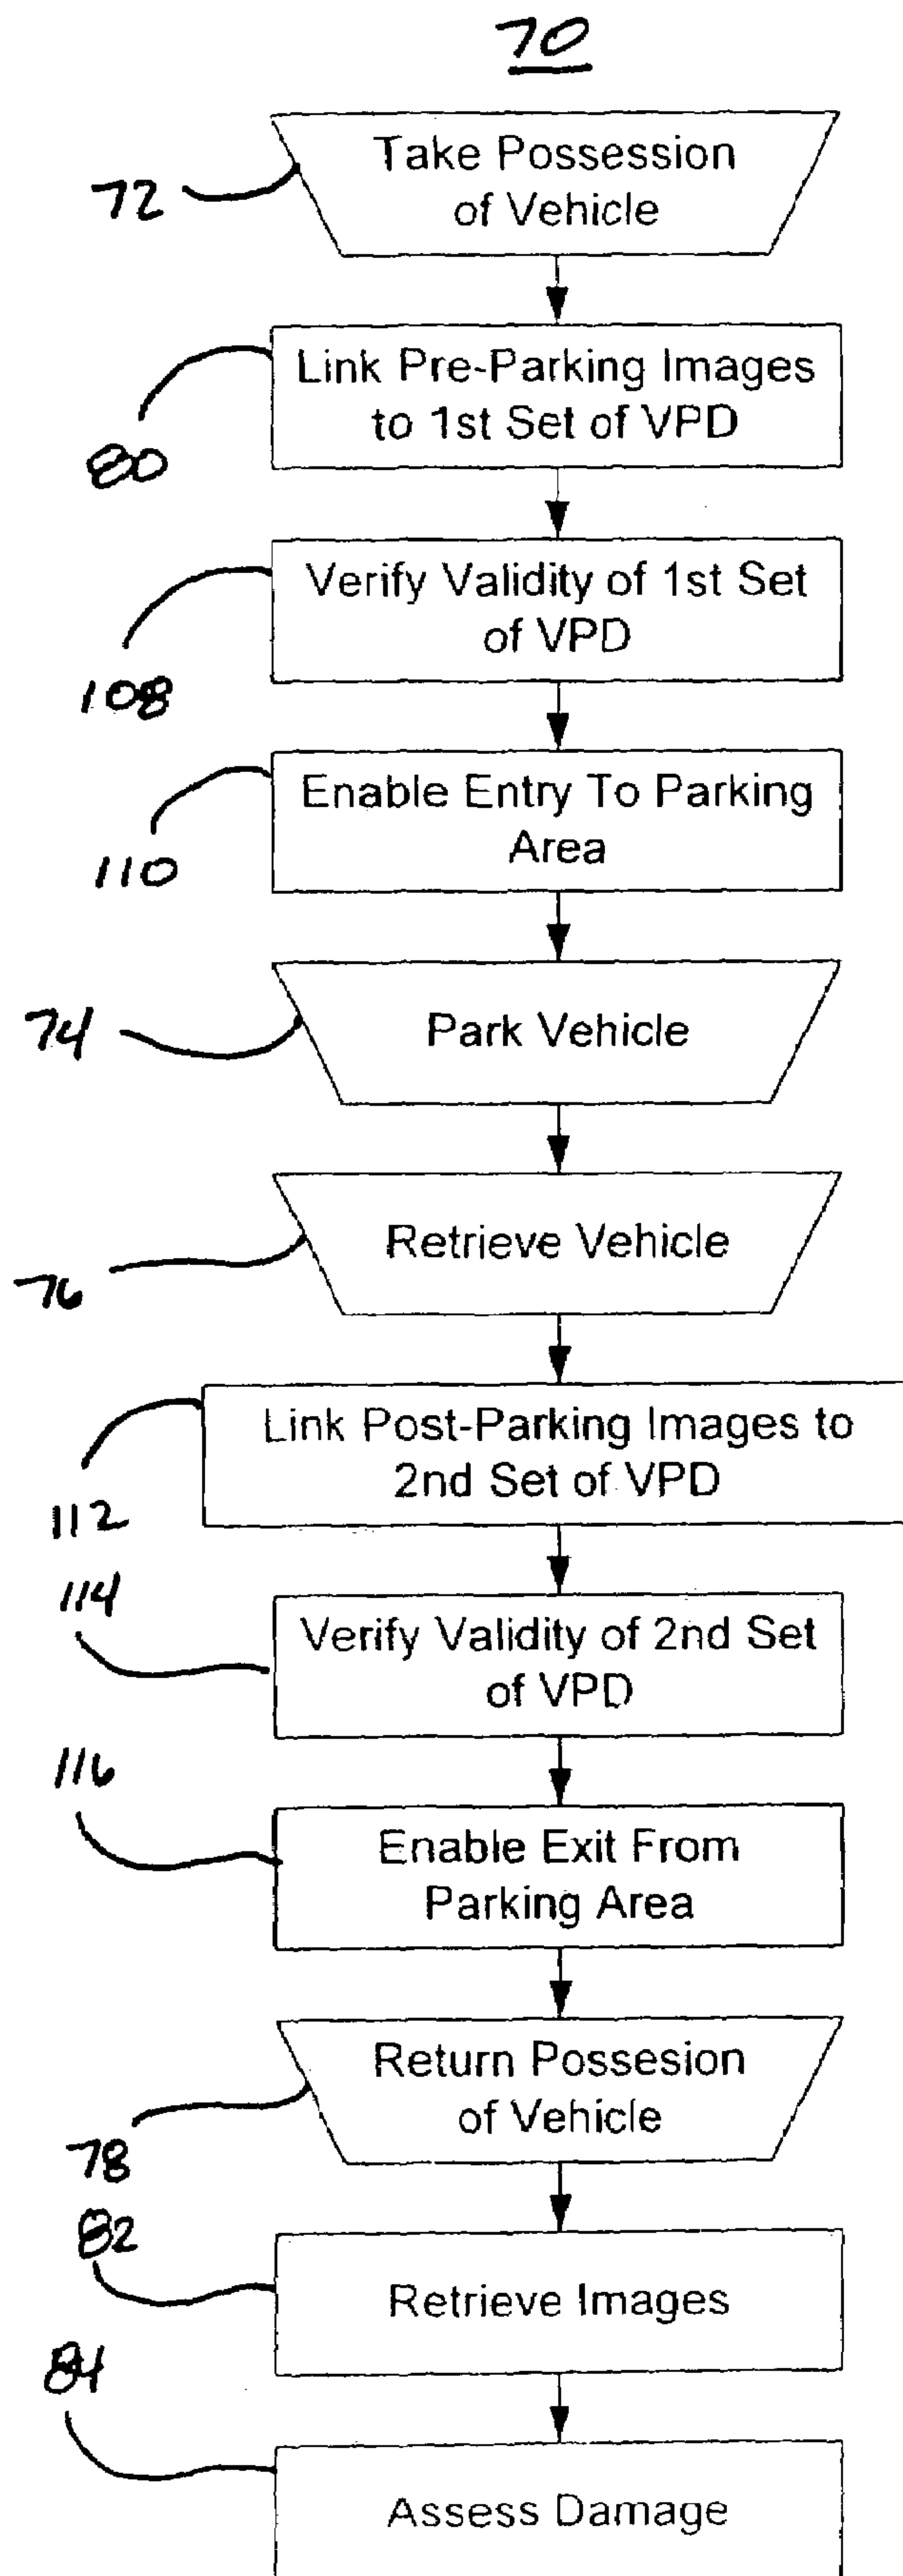 70
72
Take Possession
of Vehicle
80
Link Pre-Parking Images
to 1st Set of VPD
108
Verify Validity of 1st Set
of VPD
110
Enable Entry To Parking
Area
74
Park Vehicle
76
Retrieve Vehicle
112
Link Post-Parking Images to
2nd Set of VPD
114
Verify Validity of 2nd Set
of VPD
116
Enable Exit From
Parking Area
78
Return Possesion
of Vehicle
82
Retrieve Images
84
Assess Damage